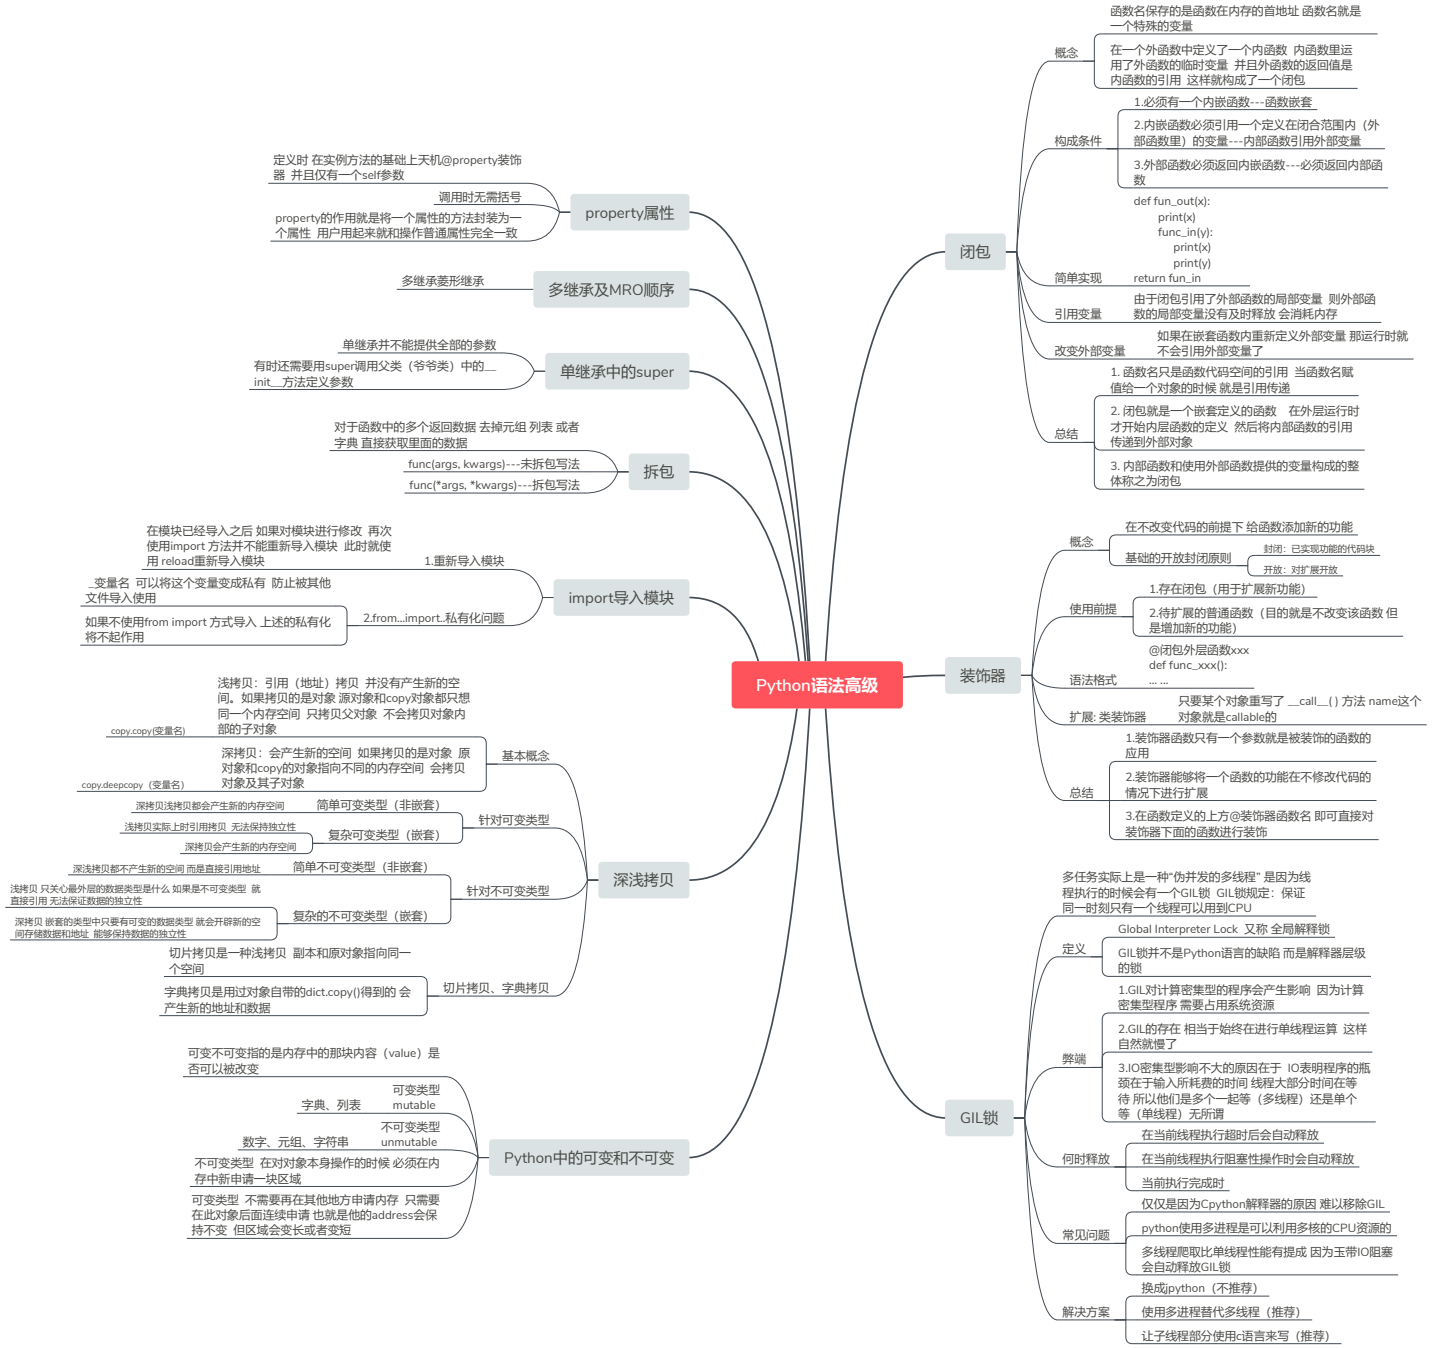 Python语法高级
闭包
概念
函数名保存的是函数在内存的首地址 函数名就是
一个特殊的变量
在一个外函数中定义了一个内函数 内函数里运
用了外函数的临时变量 并且外函数的返回值是
内函数的引用 这样就构成了一个闭包
构成条件
1.必须有一个内嵌函数---函数嵌套
2.内嵌函数必须引用一个定义在闭合范围内（外
部函数里）的变量---内部函数引用外部变量
3.外部函数必须返回内嵌函数---必须返回内部函
数
简单实现
def fun_out(x):
print(x)
func_in(y):
print(x)
print(y)
return fun_in
引用变量
由于闭包引用了外部函数的局部变量 则外部函
数的局部变量没有及时释放 会消耗内存
改变外部变量
如果在嵌套函数内重新定义外部变量 那运行时就
不会引用外部变量了
总结
1. 函数名只是函数代码空间的引用 当函数名赋
值给一个对象的时候 就是引用传递
2. 闭包就是一个嵌套定义的函数 在外层运行时
才开始内层函数的定义 然后将内部函数的引用
传递到外部对象
3. 内部函数和使用外部函数提供的变量构成的整
体称之为闭包
装饰器
概念
在不改变代码的前提下 给函数添加新的功能
基础的开放封闭原则
封闭：已实现功能的代码块
开放：对扩展开放
使用前提
1.存在闭包（用于扩展新功能）
2.待扩展的普通函数（目的就是不改变该函数 但
是增加新的功能）
语法格式
@闭包外层函数xxx
def func_xxx():
... ...
扩展: 类装饰器
只要某个对象重写了 __call__( ) 方法 name这个
对象就是callable的
总结
1.装饰器函数只有一个参数就是被装饰的函数的
应用
2.装饰器能够将一个函数的功能在不修改代码的
情况下进行扩展
3.在函数定义的上方@装饰器函数名 即可直接对
装饰器下面的函数进行装饰
GIL锁
多任务实际上是一种“伪并发的多线程” 是因为线
程执行的时候会有一个GIL锁 GIL锁规定：保证
同一时刻只有一个线程可以用到CPU
定义
Global Interpreter Lock 又称 全局解释锁
GIL锁并不是Python语言的缺陷 而是解释器层级
的锁
弊端
1.GIL对计算密集型的程序会产生影响 因为计算
密集型程序 需要占用系统资源
2.GIL的存在 相当于始终在进行单线程运算 这样
自然就慢了
3.IO密集型影响不大的原因在于 IO表明程序的瓶
颈在于输入所耗费的时间 线程大部分时间在等
待 所以他们是多个一起等（多线程）还是单个
等（单线程）无所谓
何时释放
在当前线程执行超时后会自动释放
在当前线程执行阻塞性操作时会自动释放
当前执行完成时
常见问题
仅仅是因为Cpython解释器的原因 难以移除GIL
python使用多进程是可以利用多核的CPU资源的
多线程爬取比单线程性能有提成 因为玉带IO阻塞
会自动释放GIL锁
解决方案
换成jpython（不推荐）
使用多进程替代多线程（推荐）
让子线程部分使用c语言来写（推荐）
property属性
定义时 在实例方法的基础上天机@property装饰
器 并且仅有一个self参数
调用时无需括号
property的作用就是将一个属性的方法封装为一
个属性 用户用起来就和操作普通属性完全一致
多继承及MRO顺序
多继承菱形继承
单继承中的super
单继承并不能提供全部的参数
有时还需要用super调用父类（爷爷类）中的__
init__方法定义参数
拆包
对于函数中的多个返回数据 去掉元组 列表 或者
字典 直接获取里面的数据
func(args, kwargs)---未拆包写法
func(*args, *kwargs)---拆包写法
import导入模块
1.重新导入模块
在模块已经导入之后 如果对模块进行修改 再次
使用import 方法并不能重新导入模块 此时就使
用 reload重新导入模块
2.from...import..私有化问题
_变量名 可以将这个变量变成私有 防止被其他
文件导入使用
如果不使用from import 方式导入 上述的私有化
将不起作用
深浅拷贝
基本概念
浅拷贝：引用（地址）拷贝 并没有产生新的空
间。如果拷贝的是对象 源对象和copy对象都只想
同一个内存空间 只拷贝父对象 不会拷贝对象内
部的子对象
copy.copy(变量名)
深拷贝：会产生新的空间 如果拷贝的是对象 原
对象和copy的对象指向不同的内存空间 会拷贝
对象及其子对象
copy.deepcopy（变量名）
针对可变类型
简单可变类型（非嵌套）
深拷贝浅拷贝都会产生新的内存空间
复杂可变类型（嵌套）
浅拷贝实际上时引用拷贝 无法保持独立性
深拷贝会产生新的内存空间
针对不可变类型
简单不可变类型（非嵌套）
深浅拷贝都不产生新的空间 而是直接引用地址
复杂的不可变类型（嵌套）
浅拷贝 只关心最外层的数据类型是什么 如果是不可变类型 就
直接引用 无法保证数据的独立性
深拷贝 嵌套的类型中只要有可变的数据类型 就会开辟新的空
间存储数据和地址 能够保持数据的独立性
切片拷贝、字典拷贝
切片拷贝是一种浅拷贝 副本和原对象指向同一
个空间
字典拷贝是用过对象自带的dict.copy()得到的 会
产生新的地址和数据
Python中的可变和不可变
可变不可变指的是内存中的那块内容（value）是
否可以被改变
可变类型
mutable
字典、列表
不可变类型
unmutable
数字、元组、字符串
不可变类型 在对对象本身操作的时候 必须在内
存中新申请一块区域
可变类型 不需要再在其他地方申请内存 只需要
在此对象后面连续申请 也就是他的address会保
持不变 但区域会变长或者变短